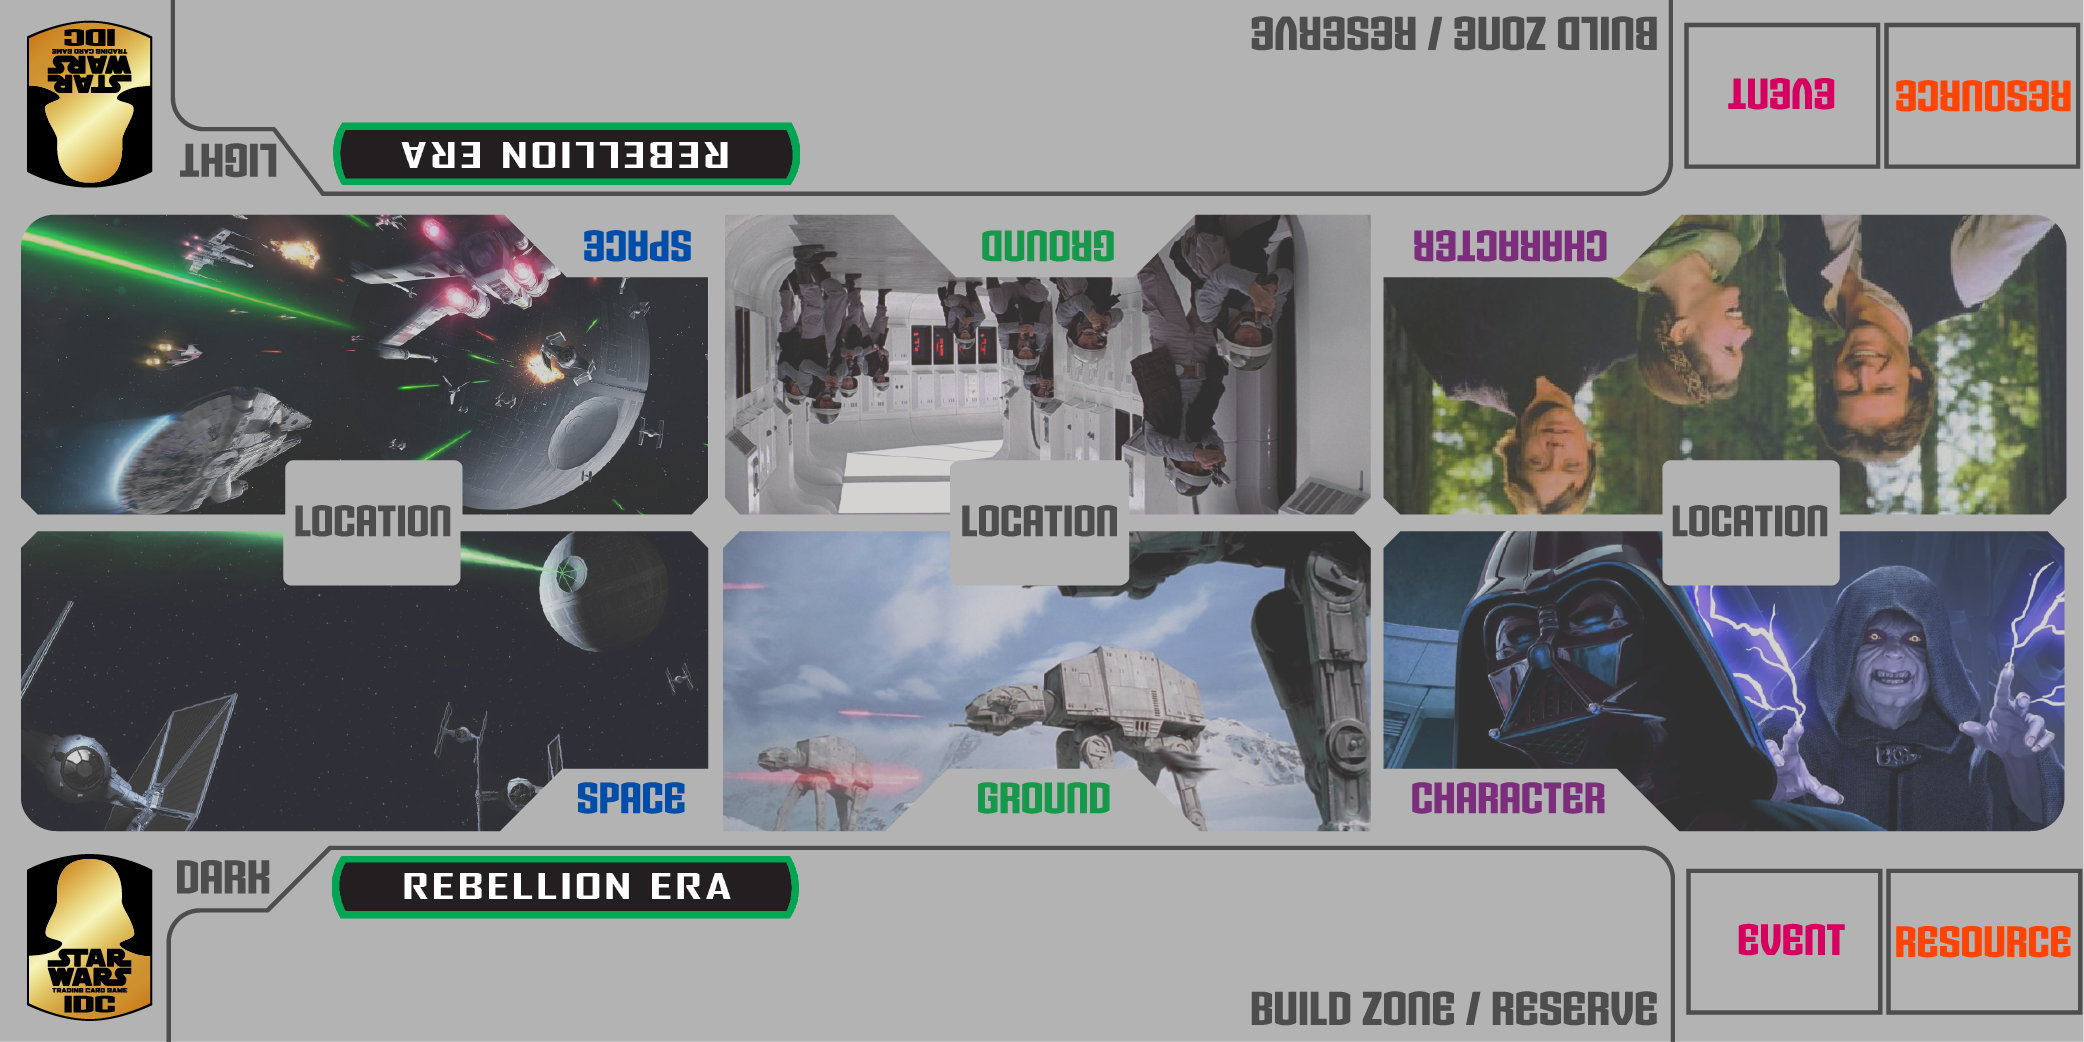 BUILD ZONE / RESERVE
EVENT
RESOURCE
STAR
WARS
TRADING CARD GAME
IDC
LIGHT
REBELLION ERA
SPACE
GROUND
CHARACTER
LOCATION
LOCATION
LOCATION
SPACE
GROUND
CHARACTER
DARK
REBELLION ERA
STAR
WARS
TRADING CARD GAME
IDC
EVENT
RESOURCE
BUILD ZONE / RESERVE